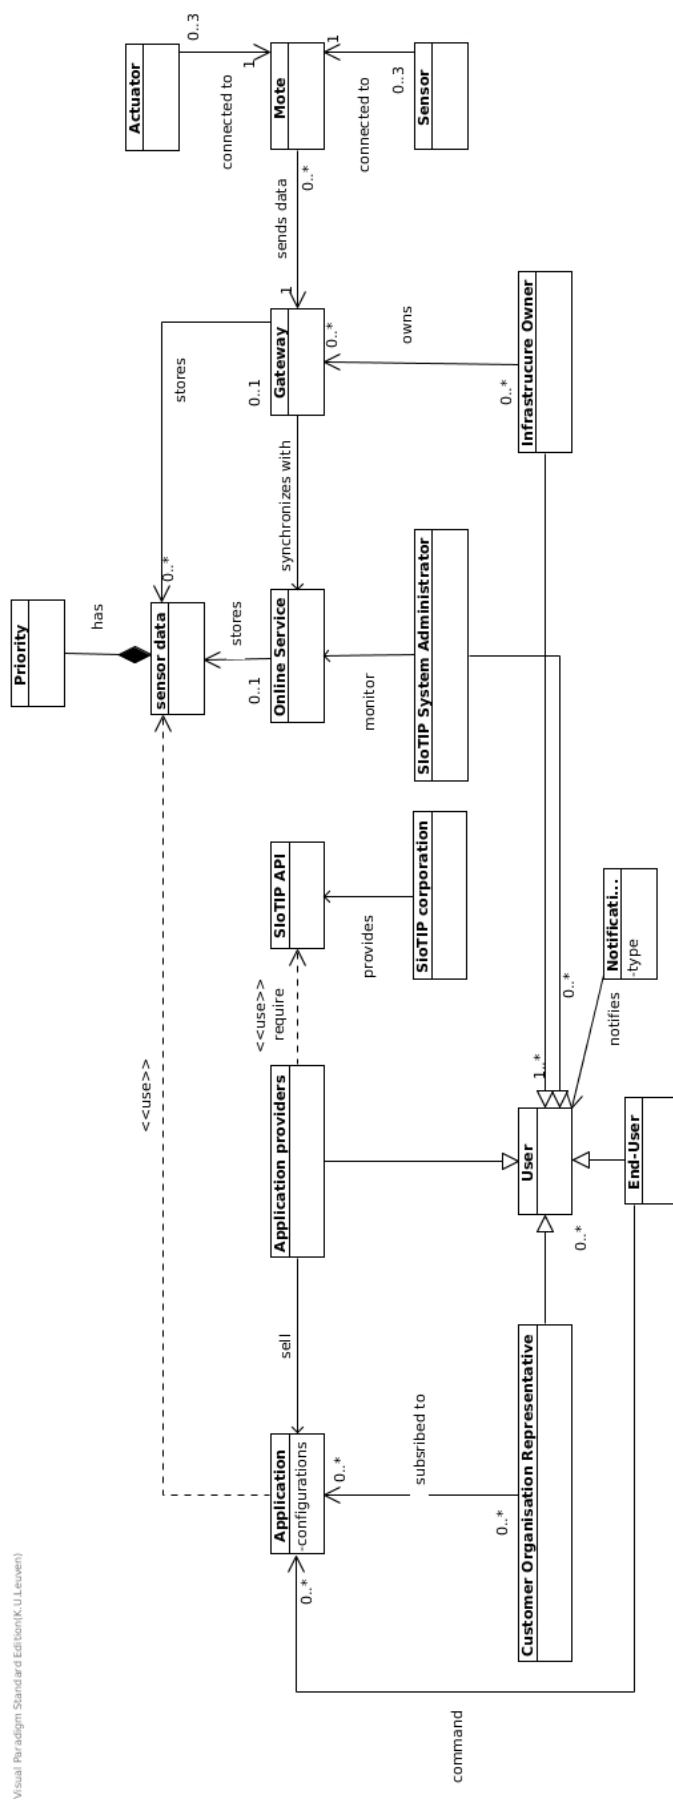 Visual Paradigm Standard Edition(K.U.Leuven)
Priority
has
<<use>>
sensor data
0..*
stores
Actuator
0..3
connected to
stores
0..1
0..1
1
<<use>>
require
Application
-configurations
sell
Application providers
SIoTIP API
Online Service
synchronizes with
Gateway
1
sends data
Mote
0..*
0..*
0..*
0..*
1
provides
monitor
connected to
0..3
subsribed to
SioTIP corporation
SIoTIP System Administrator
owns
Sensor
command
0..*
0..*
Customer Organisation Representative
User
1..*
Infrastrucure Owner
0..*
0..*
Notificati...
-type
notifies
End-User